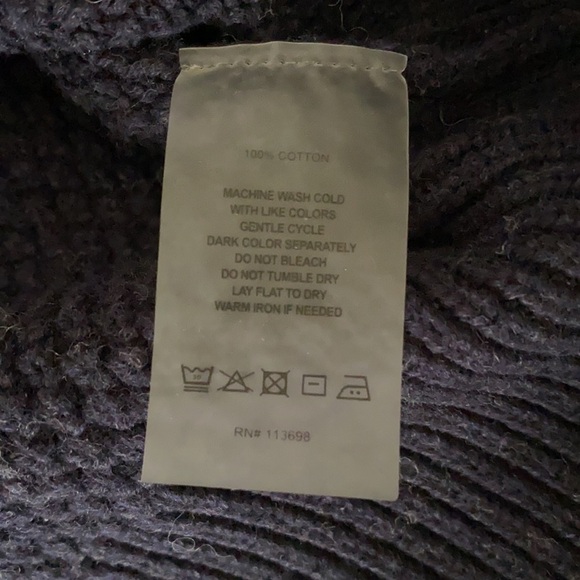 100% COTTON
MACHINE WASH COLD
WITH LIKE COLORS
GENTLE CYCLE
DARK COLOR SEPARATELY
DO NOT BLEACH
DO NOT TUMBLE DRY
LAY FLAT TO DRY
WARM IRON IF NEEDED
RN# 113698